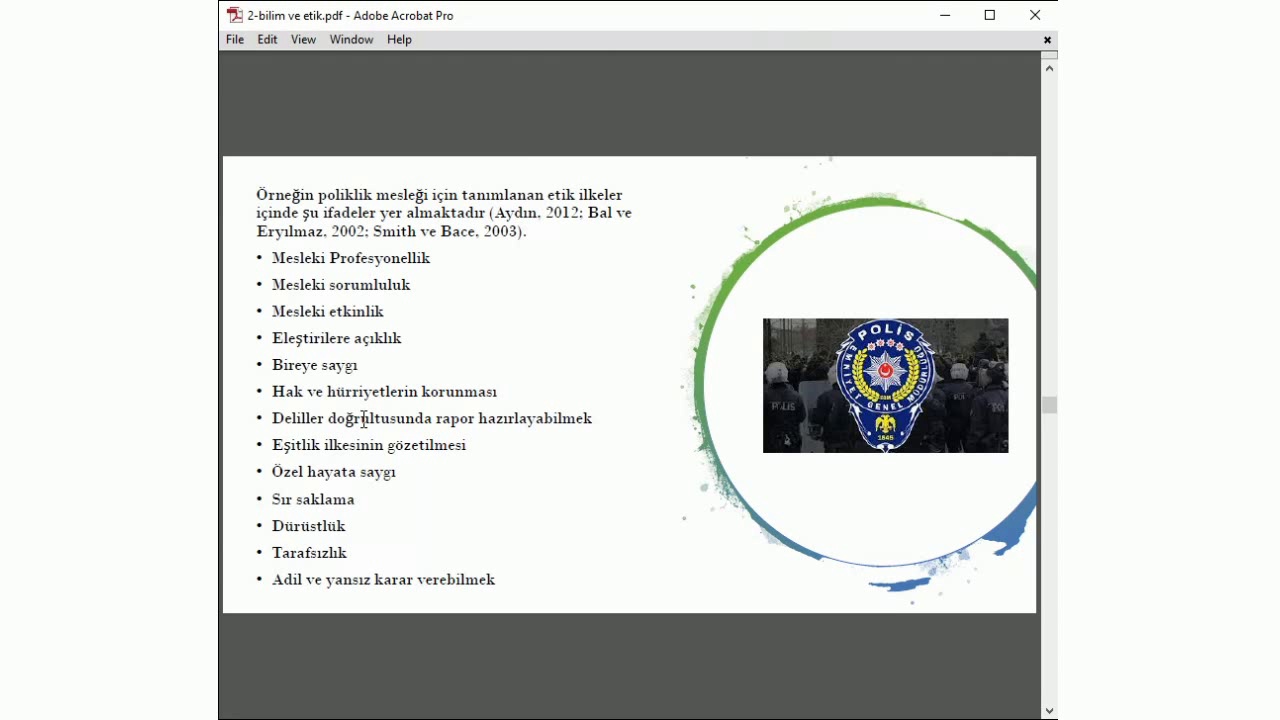 2-bilim ve etik.pdf - Adobe Acrobat Pro
File Edit View Window Help
Örneğin poliklik mesleği için tanımlanan etik ilkeler
içinde şu ifadeler yer almaktadır (Aydın, 2012; Bal ve
Eryılmaz, 2002; Smith ve Bace, 2003).
• Mesleki Profesyonellik
• Mesleki sorumluluk
• Mesleki etkinlik
• Eleştirilere açıklık
• Bireye saygı
• Hak ve hürriyetlerin korunması
• Deliller doğrultusunda rapor hazırlayabilmek
• Eşitlik ilkesinin gözetilmesi
• Özel hayata saygı
• Sır saklama
• Dürüstlük
• Tarafsızlık
• Adil ve yansız karar verebilmek
POLİS
EMNİYET GENEL MÜDÜRLÜĞÜ
1845
POLİS